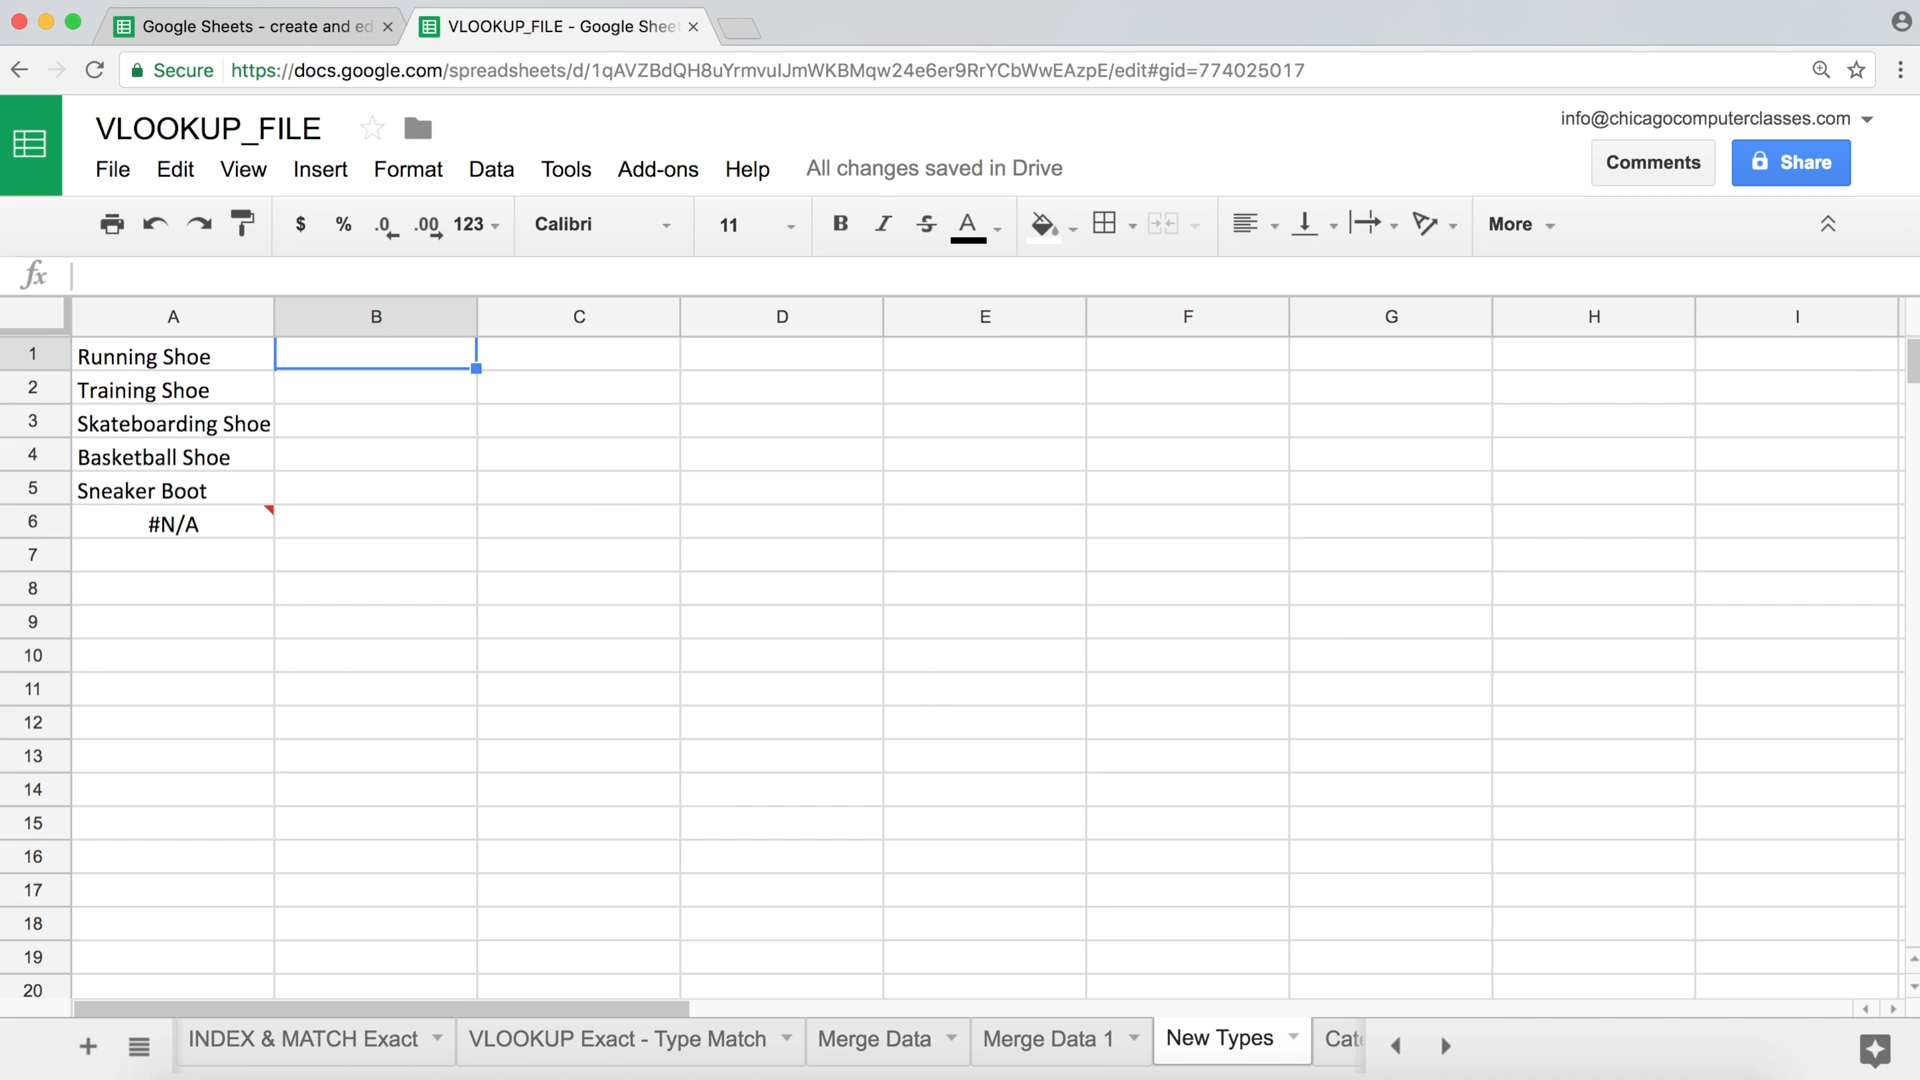 Google Sheets - create and ed
VLOOKUP_FILE - Google Sheet
Secure https://docs.google.com/spreadsheets/d/1qAVZBdQH8uYrmvuIJmWKBMqw24e6er9RrYCbWwEAzpE/edit#gid=774025017
VLOOKUP_FILE
info@chicagocomputerclasses.com
File Edit View Insert Format Data Tools Add-ons Help All changes saved in Drive
Comments Share
$ % .0 .00 123 Calibri 11 B I S A More
fx
A B C D E F G H I
1 Running Shoe
2 Training Shoe
3 Skateboarding Shoe
4 Basketball Shoe
5 Sneaker Boot
6 #N/A
7
8
9
10
11
12
13
14
15
16
17
18
19
20
INDEX & MATCH Exact VLOOKUP Exact - Type Match Merge Data Merge Data 1 New Types Cat